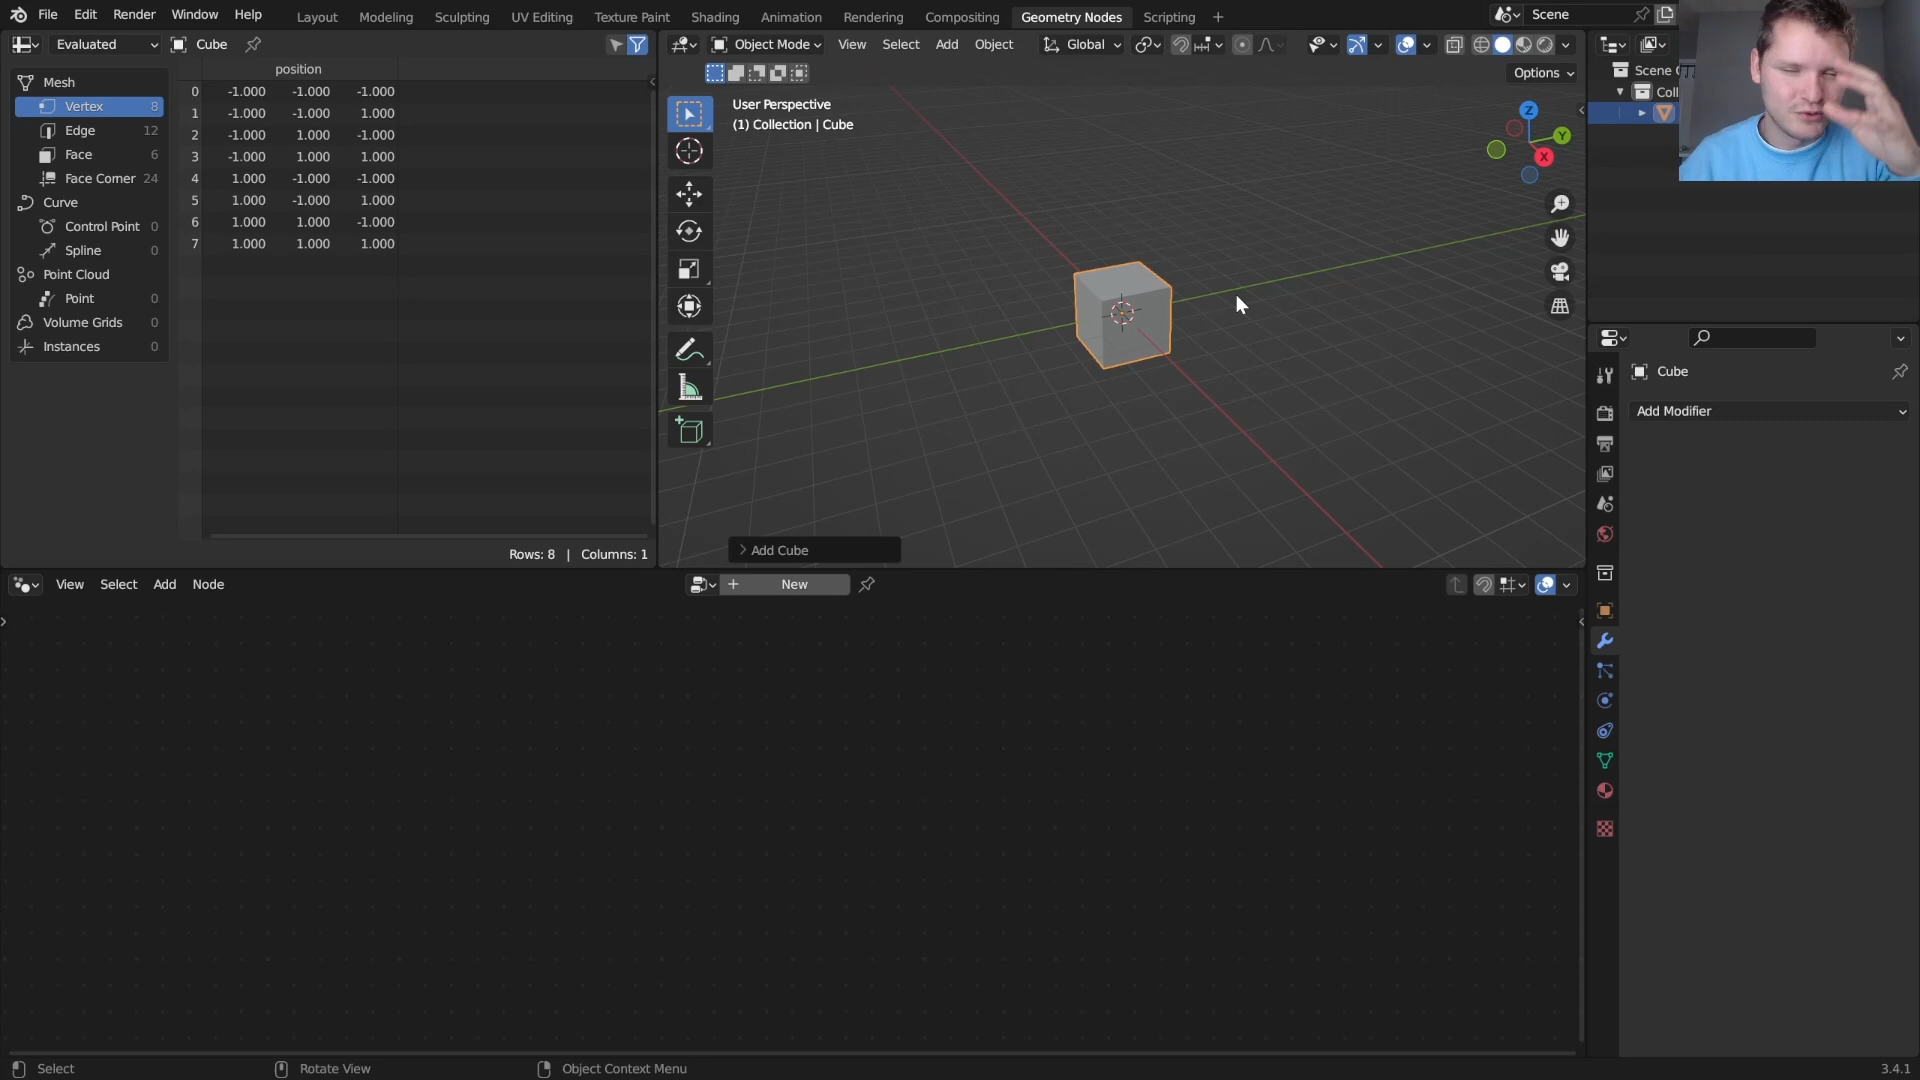 File Edit Render Window Help Layout Modeling Sculpting UV Editing Texture Paint Shading Animation Rendering Compositing Geometry Nodes Scripting + Scene
Evaluated Cube
Object Mode View Select Add Object Global
Options
position
Mesh
Vertex 8
Edge 12
Face 6
Face Corner 24
Curve
Control Point 0
Spline 0
Point Cloud
Point 0
Volume Grids 0
Instances 0
0 -1.000 -1.000 -1.000
1 -1.000 -1.000 1.000
2 -1.000 1.000 -1.000
3 -1.000 1.000 1.000
4 1.000 -1.000 -1.000
5 1.000 -1.000 1.000
6 1.000 1.000 -1.000
7 1.000 1.000 1.000
Rows: 8 | Columns: 1
User Perspective
(1) Collection | Cube
Z
Y
X
> Add Cube
Scene
Coll
Cube
Add Modifier
View Select Add Node
+ New
Select Rotate View Object Context Menu 3.4.1